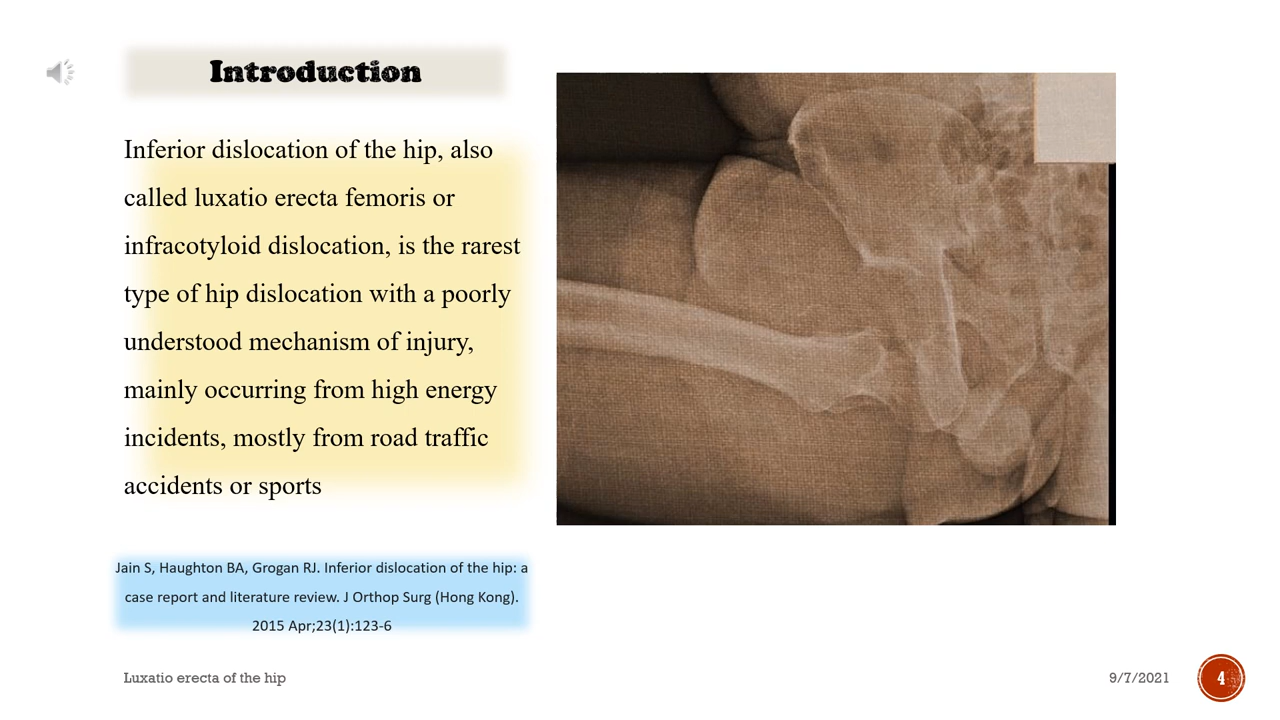 Introduction
Inferior dislocation of the hip, also
called luxatio erecta femoris or
infracotyloid dislocation, is the rarest
type of hip dislocation with a poorly
understood mechanism of injury,
mainly occurring from high energy
incidents, mostly from road traffic
accidents or sports
Jain S, Haughton BA, Grogan RJ. Inferior dislocation of the hip: a
case report and literature review. J Orthop Surg (Hong Kong).
2015 Apr;23(1):123-6
Luxatio erecta of the hip
9/7/2021
4